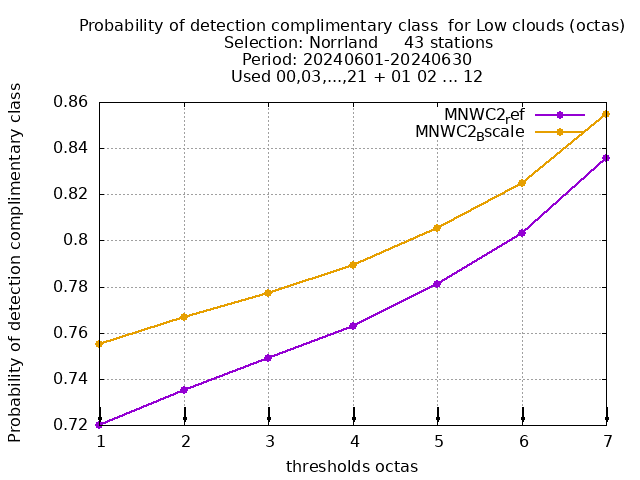 Probability of detection complimentary class  for Low clouds (octas)
Selection: Norrland     43 stations
Period: 20240601-20240630
Used 00,03,...,21 + 01 02 ... 12
MNWC2ref
MNWC2Bscale
Probability of detection complimentary class
0.86
0.84
0.82
0.8
0.78
0.76
0.74
0.72
1 2 3 4 5 6 7
thresholds octas